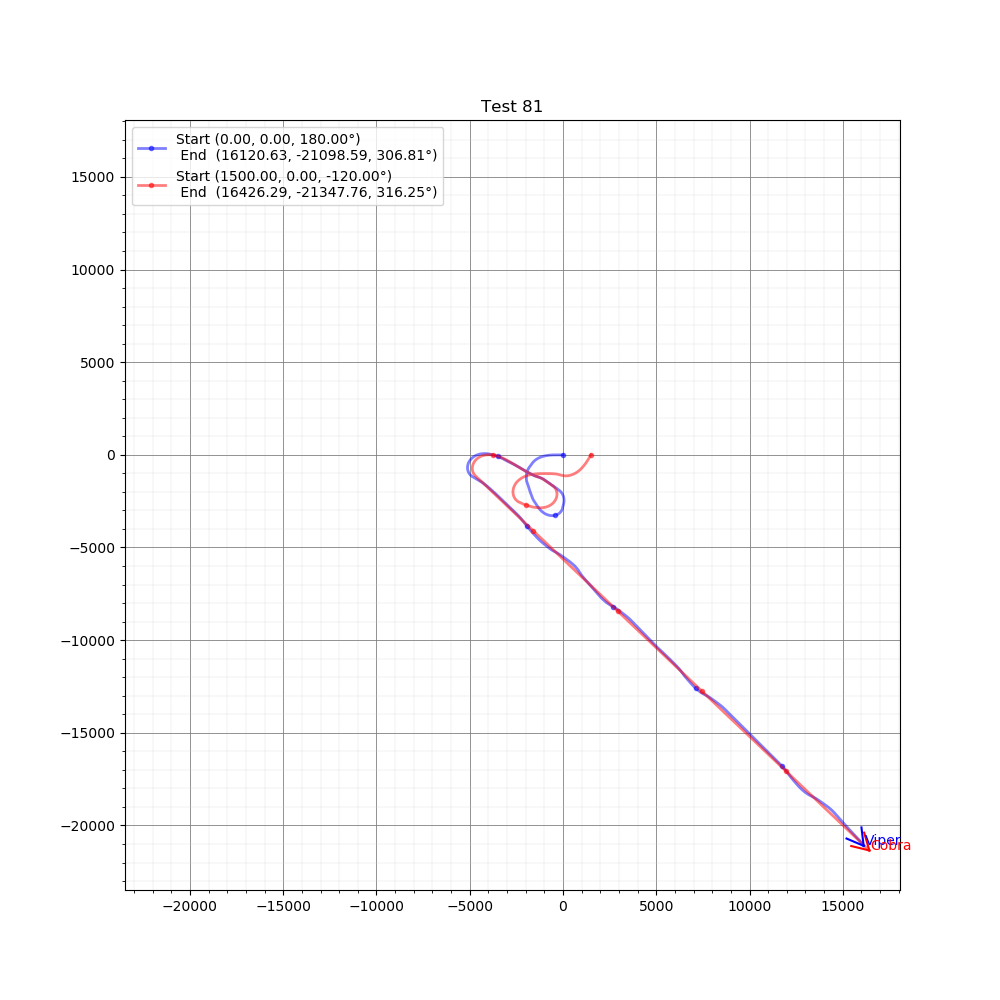 Test 81
Start (0.00, 0.00, 180.00°)
End (16120.63, -21098.59, 306.81°)
Start (1500.00, 0.00, -120.00°)
End (16426.29, -21347.76, 316.25°)
15000
10000
5000
0
−5000
−10000
−15000
−20000
Viper
Cobra
−20000 −15000 −10000 −5000 0 5000 10000 15000